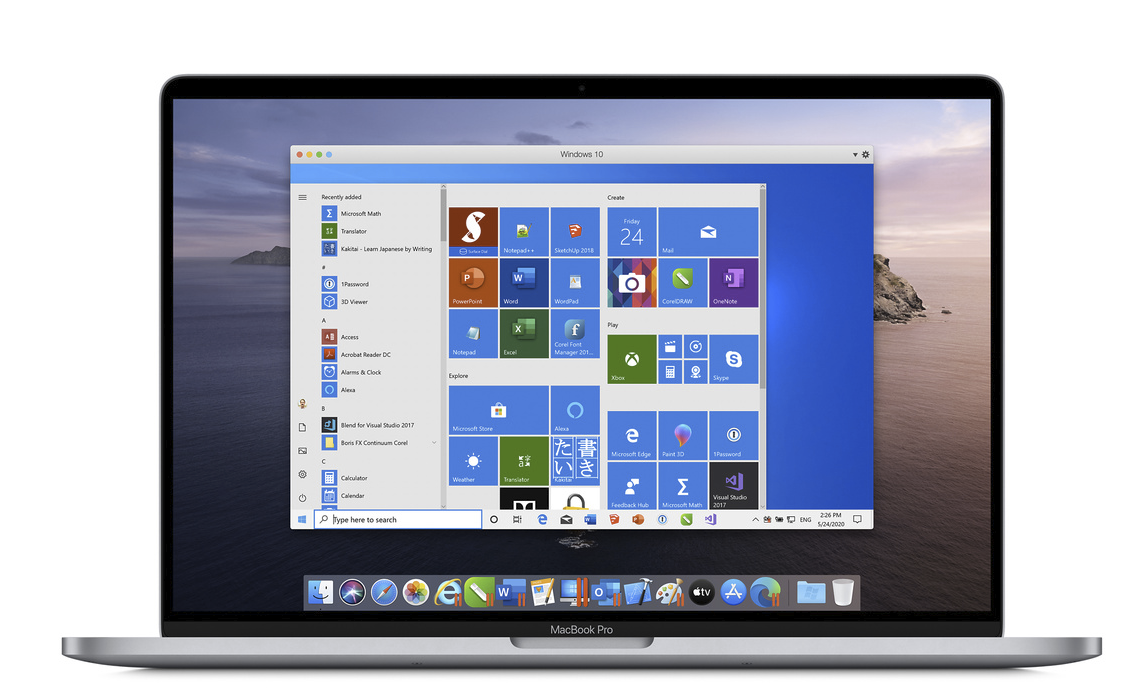 Windows 10
Recently added
Microsoft Math
Translator
Kakitai - Learn Japanese by Writing
#
1Password
3D Viewer
A
Access
Acrobat Reader DC
Alarms & Clock
Alexa
B
Blend for Visual Studio 2017
Boris FX Continuum Corel
C
Calculator
Calendar
Surface Dial
Notepad++
SketchUp 2018
PowerPoint
Word
WordPad
Notepad
Excel
Corel Font
Manager 201...
Explore
Microsoft Store
Alexa
Weather
Translator
たい
書き
Kakitai
Create
Friday
24
Mail
CorelDRAW
OneNote
Play
Xbox
Skype
Microsoft Edge
Paint 3D
1Password
Feedback Hub
Microsoft Math
Visual Studio
2017
Type here to search
ENG
2:26 PM
5/24/2020
tv
MacBook Pro